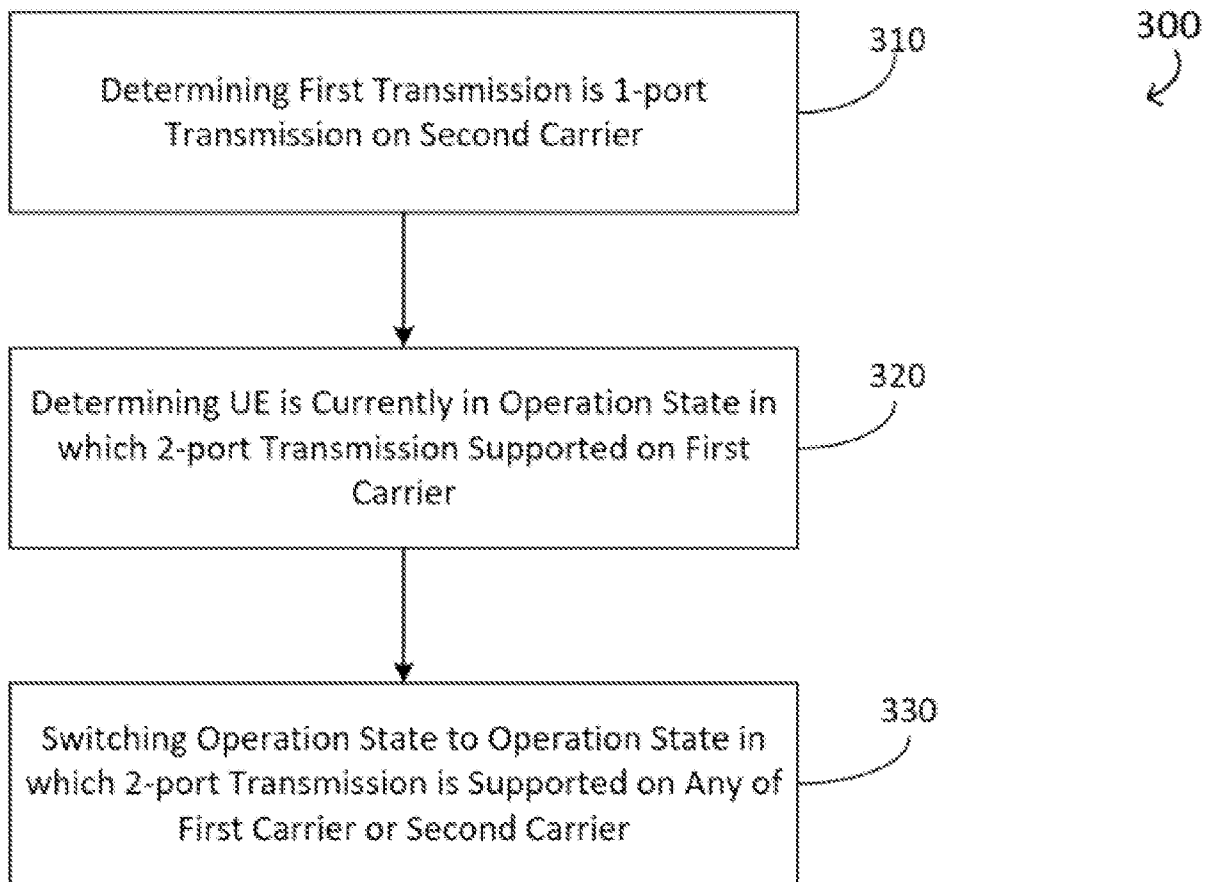 300
310
Determining First Transmission is 1-port
Transmission on Second Carrier
320
Determining UE is Currently in Operation State in
which 2-port Transmission Supported on First
Carrier
330
Switching Operation State to Operation State in
which 2-port Transmission is Supported on Any of
First Carrier or Second Carrier